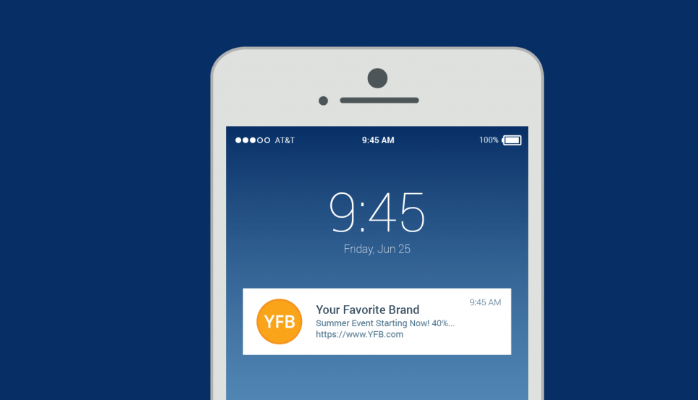 AT&T 9:45 AM 100%
9:45
Friday, Jun 25
9:45 AM
YFB
Your Favorite Brand
Summer Event Starting Now! 40%...
https://www.YFB.com